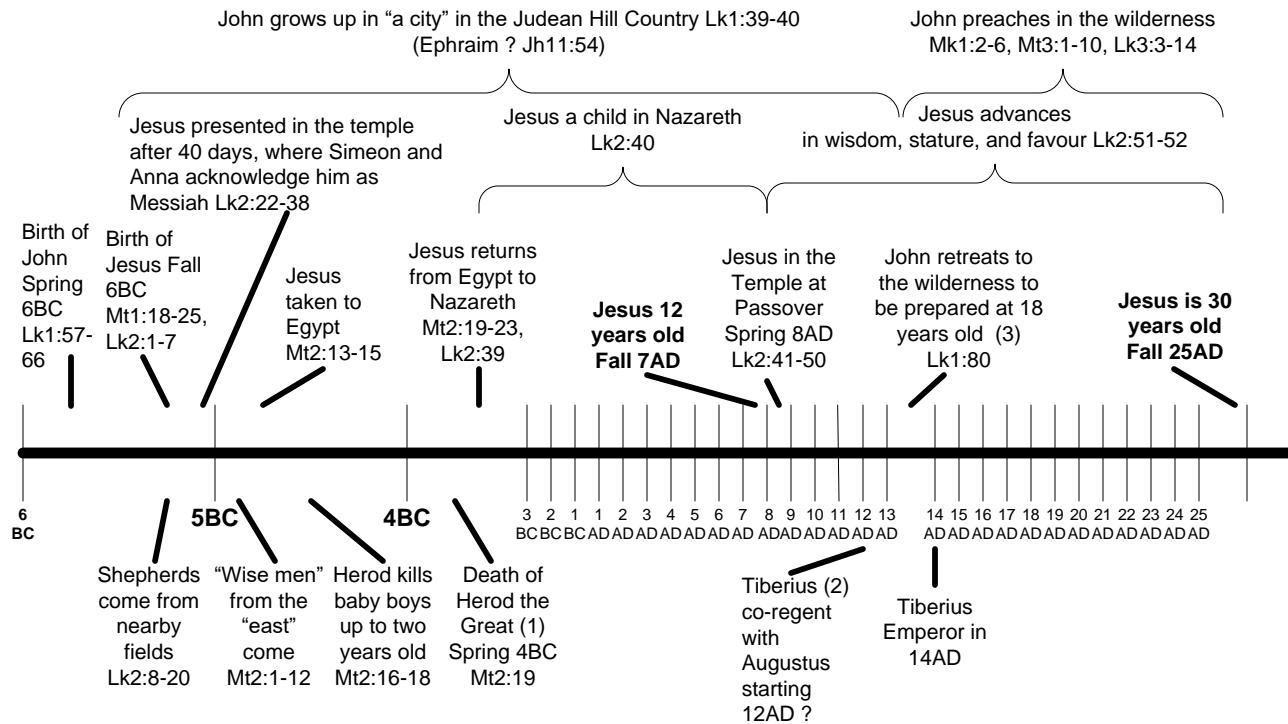 John grows up in “a city” in the Judean Hill Country Lk1:39-40
(Ephraim ? Jh11:54)
John preaches in the wilderness
Mk1:2-6, Mt3:1-10, Lk3:3-14
Jesus presented in the temple
after 40 days, where Simeon and
Anna acknowledge him as
Messiah Lk2:22-38
Jesus a child in Nazareth
Lk2:40
Jesus advances
in wisdom, stature, and favour Lk2:51-52
Birth of
John
Spring
6BC
Lk1:57-
66
Birth of
Jesus Fall
6BC
Mt1:18-25,
Lk2:1-7
Jesus
taken to
Egypt
Mt2:13-15
Jesus returns
from Egypt to
Nazareth
Mt2:19-23,
Lk2:39
Jesus 12
years old
Fall 7AD
Jesus in the
Temple at
Passover
Spring 8AD
Lk2:41-50
John retreats to
the wilderness to
be prepared at 18
years old (3)
Lk1:80
Jesus is 30
years old
Fall 25AD
6
BC
5BC
4BC
3 2 1 1 2 3 4 5 6 7 8 9 10 11 12 13 14 15 16 17 18 19 20 21 22 23 24 25
BC BC BC AD AD AD AD AD AD AD AD AD AD AD AD AD AD AD AD AD AD AD AD AD AD AD AD AD
Shepherds
come from
nearby
fields
Lk2:8-20
“Wise men”
from the
“east”
come
Mt2:1-12
Herod kills
baby boys
up to two
years old
Mt2:16-18
Death of
Herod the
Great (1)
Spring 4BC
Mt2:19
Tiberius (2)
co-regent
with
Augustus
starting
12AD ?
Tiberius
Emperor in
14AD